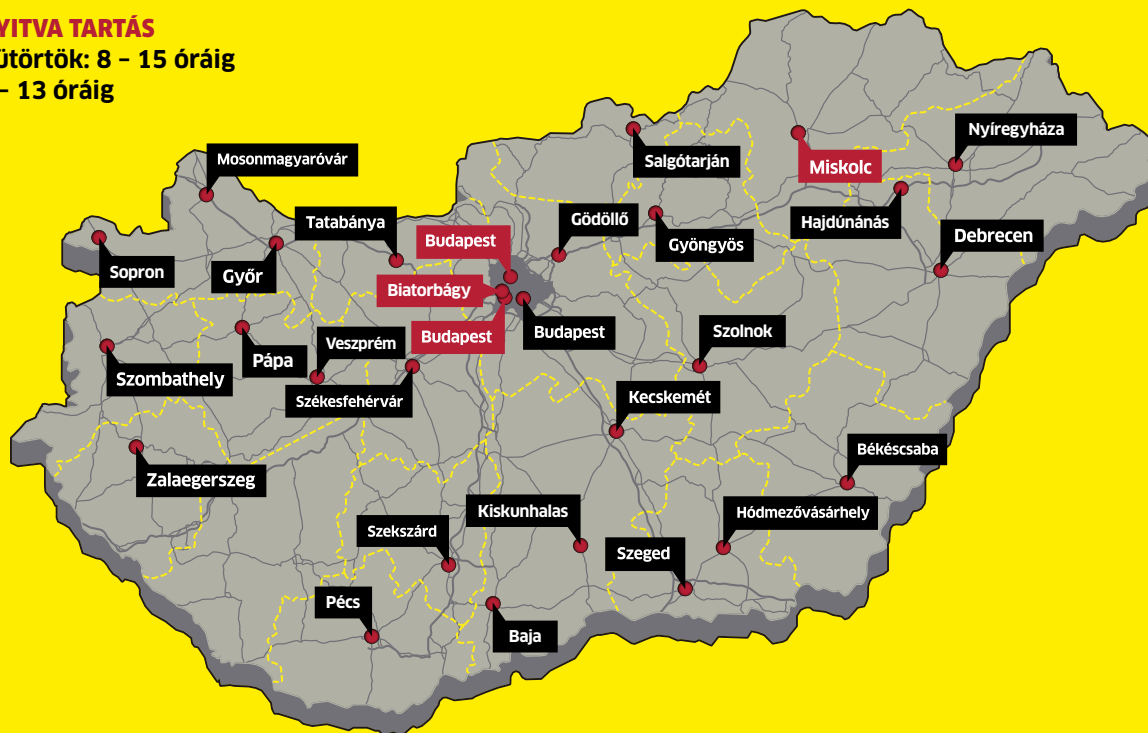 YITVA TARTÁS
ütörtök: 8 – 15 óráig
– 13 óráig
Nyíregyháza
Salgótarján
Mosonmagyaróvár
Miskolc
Gödöllő
Tatabánya
Hajdúnánás
Budapest
Gyöngyös
Debrecen
Sopron
Győr
Biatorbágy
Budapest
Budapest
Szolnok
Veszprém
Pápa
Szombathely
Székesfehérvár
Kecskemét
Békéscsaba
Zalaegerszeg
Kiskunhalas
Hódmezővásárhely
Szekszárd
Szeged
Pécs
Baja